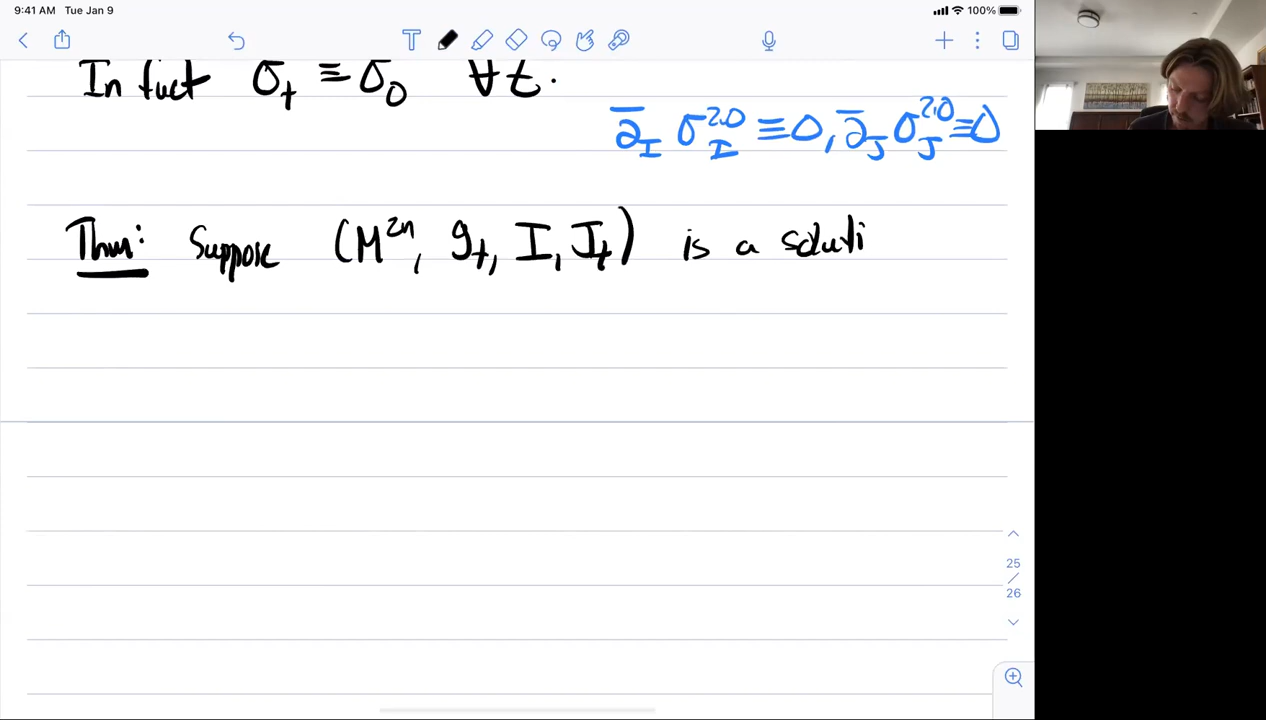 9:41 AM Tue Jan 9 100%
In fact σ_t ≡ σ_0 ∀ t.
∂̄_I σ_I^{2,0} ≡ 0, ∂̄_J σ_J^{2,0} ≡ 0
Thm: Suppose (M^{2n}, g_t, I, J_t) is a soluti
25
26